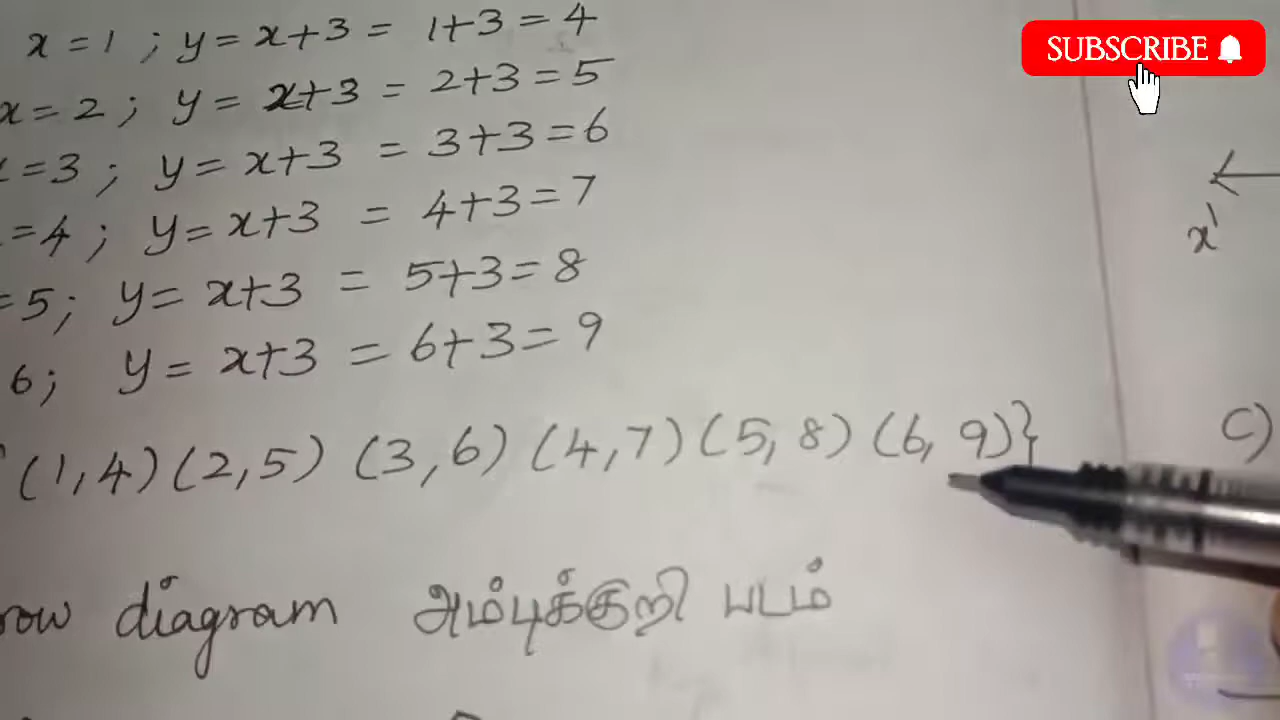 x = 1 ; y = x+3 = 1+3 = 4
x = 2 ; y = x+3 = 2+3 = 5
=3 ; y = x+3 = 3+3 = 6
=4 ; y = x+3 = 4+3 = 7
=5; y = x+3 = 5+3 = 8
6; y = x+3 = 6+3 = 9
(1,4) (2,5) (3,6) (4,7) (5,8) (6,9)}
row diagram அம்புக்குறி படம்
SUBSCRIBE
x'
C)